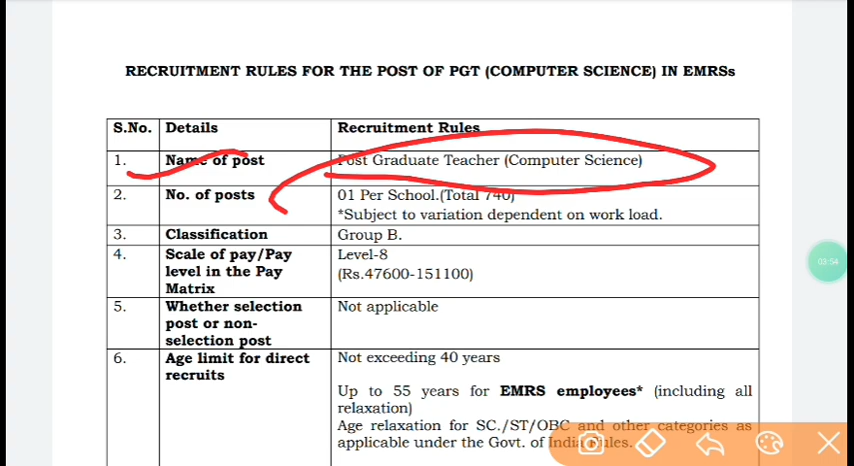 RECRUITMENT RULES FOR THE POST OF PGT (COMPUTER SCIENCE) IN EMRSs
S.No. Details Recruitment Rules
1. Name of post Post Graduate Teacher (Computer Science)
2. No. of posts 01 Per School.(Total 740)
*Subject to variation dependent on work load.
3. Classification Group B.
4. Scale of pay/Pay Level-8
level in the Pay (Rs.47600-151100)
Matrix
5. Whether selection Not applicable
post or non-
selection post
6. Age limit for direct Not exceeding 40 years
recruits
Up to 55 years for EMRS employees* (including all
relaxation)
Age relaxation for SC./ST/OBC and other categories as
applicable under the Govt. of India Rules.
03:54